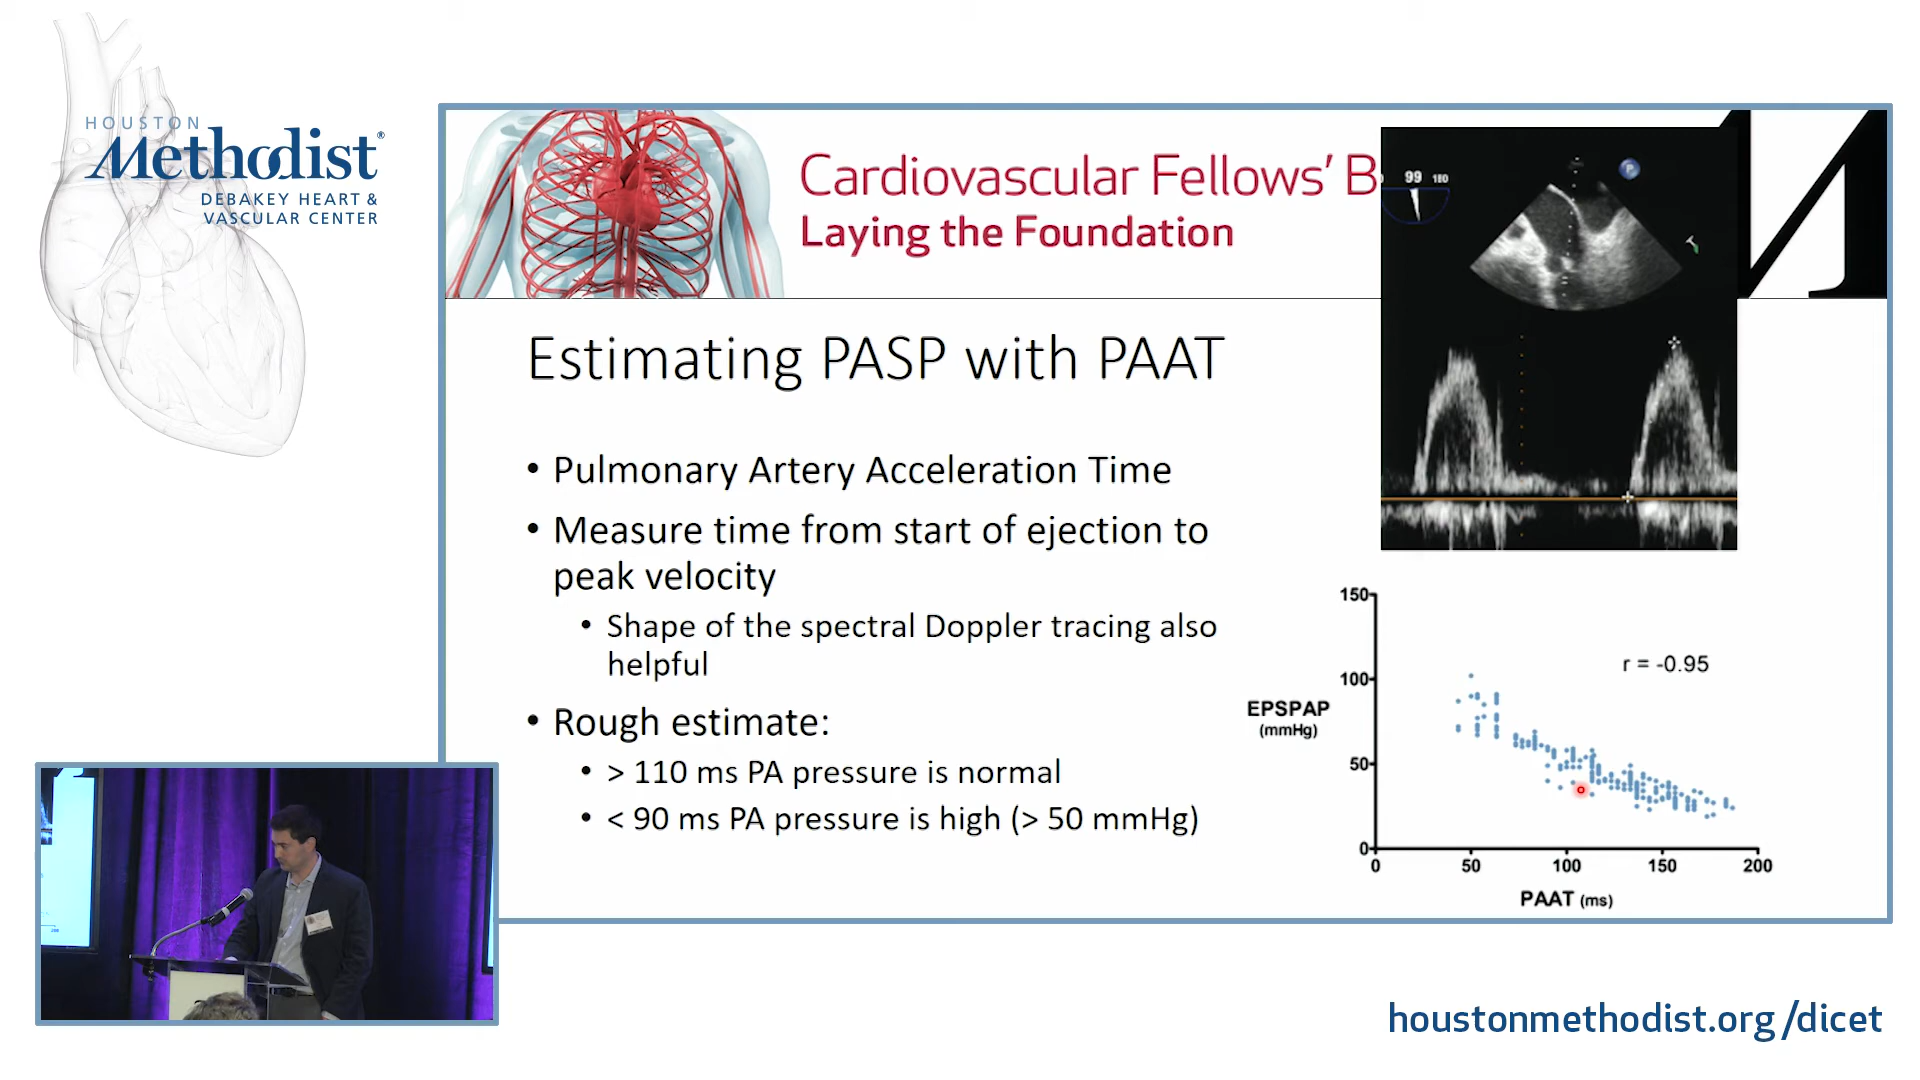 HOUSTON
Methodist®
DEBAKEY HEART &
VASCULAR CENTER
Cardiovascular Fellows' B
Laying the Foundation
99 180
P
Estimating PASP with PAAT
• Pulmonary Artery Acceleration Time
• Measure time from start of ejection to
peak velocity
• Shape of the spectral Doppler tracing also
helpful
• Rough estimate:
• > 110 ms PA pressure is normal
• < 90 ms PA pressure is high (> 50 mmHg)
150
100
50
0
r = -0.95
EPSPAP
(mmHg)
0 50 100 150 200
PAAT (ms)
houstonmethodist.org/dicet